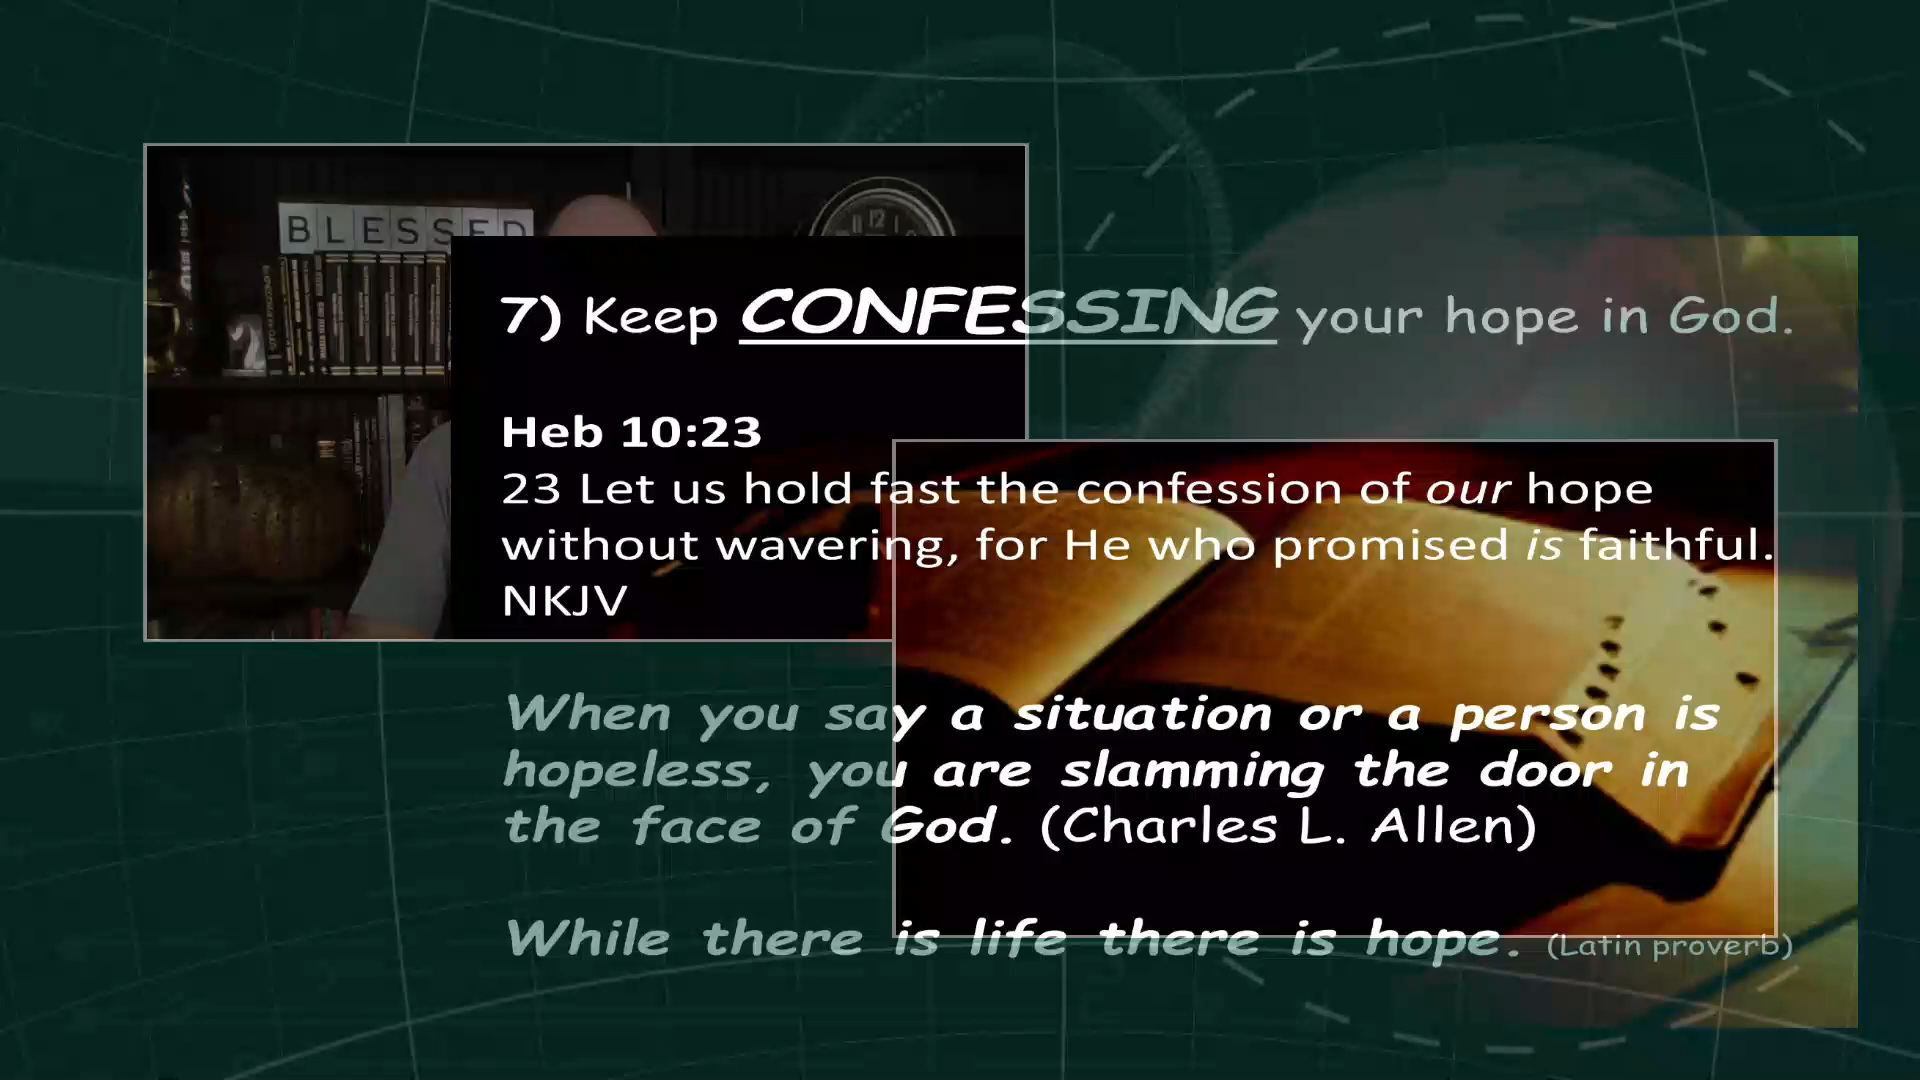 BLESSED
12
7) Keep CONFESSING your hope in God.
Heb 10:23
23 Let us hold fast the confession of our hope
without wavering, for He who promised is faithful.
NKJV
When you say a situation or a person is
hopeless, you are slamming the door in
the face of God. (Charles L. Allen)
While there is life there is hope. (Latin proverb)